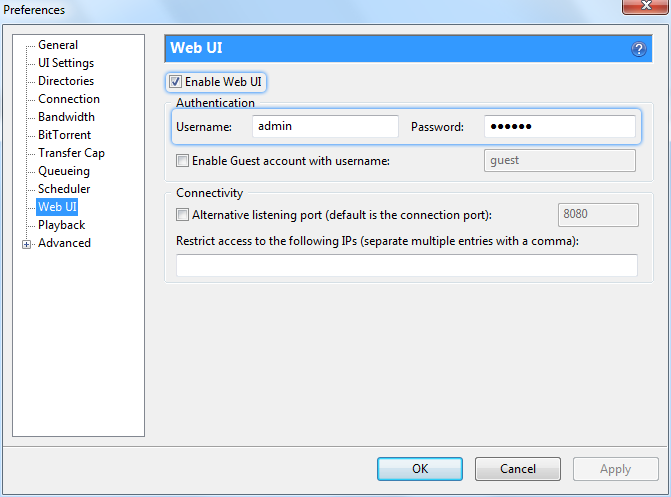 Preferences
General
UI Settings
Directories
Connection
Bandwidth
BitTorrent
Transfer Cap
Queueing
Scheduler
Web UI
Playback
Advanced
Web UI
Enable Web UI
Authentication
Username: admin Password: ●●●●●●
Enable Guest account with username: guest
Connectivity
Alternative listening port (default is the connection port): 8080
Restrict access to the following IPs (separate multiple entries with a comma):
OK Cancel Apply